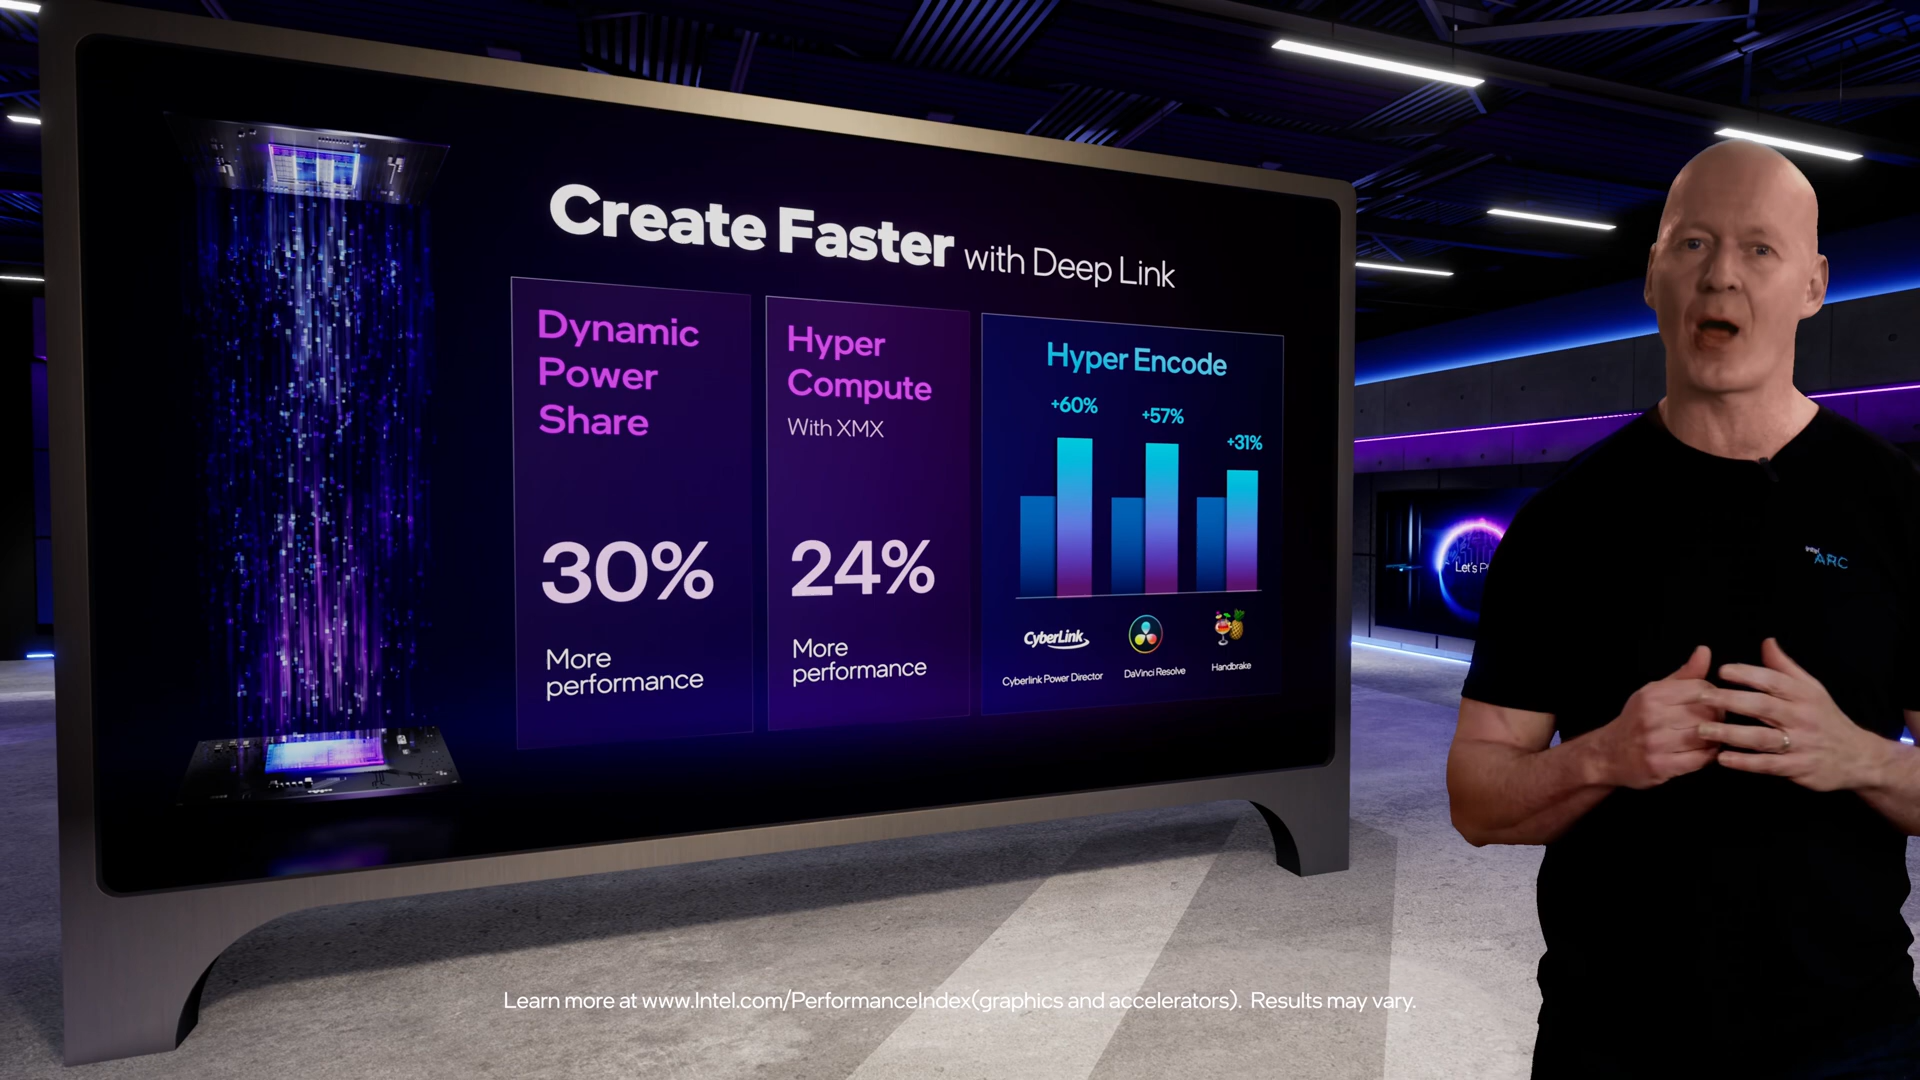 Create Faster with Deep Link
Dynamic
Power
Share
30%
More
performance
Hyper
Compute
With XMX
24%
More
performance
Hyper Encode
+60%
+57%
+31%
CyberLink
Cyberlink Power Director
DaVinci Resolve
Handbrake
Let's
intel
ARC
Learn more at www.Intel.com/PerformanceIndex(graphics and accelerators). Results may vary.